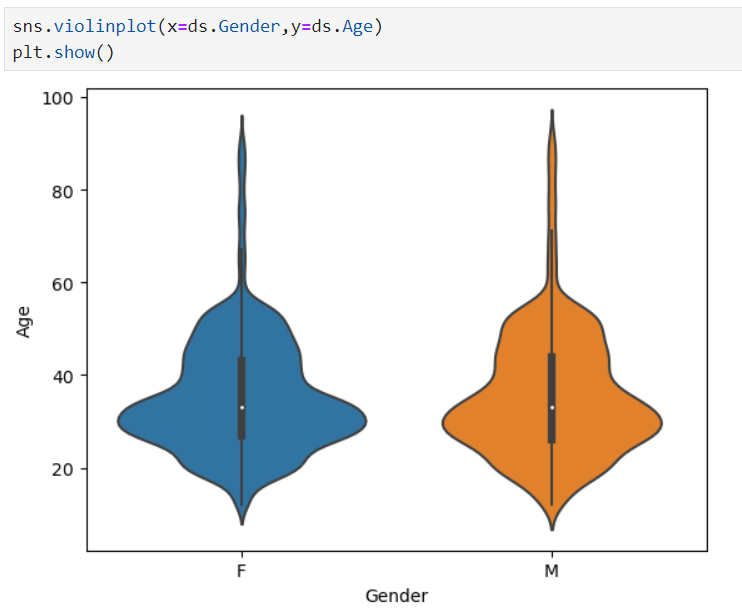 sns.violinplot(x=ds.Gender,y=ds.Age)
plt.show()
100
80
60
40
20
Age
F M
Gender